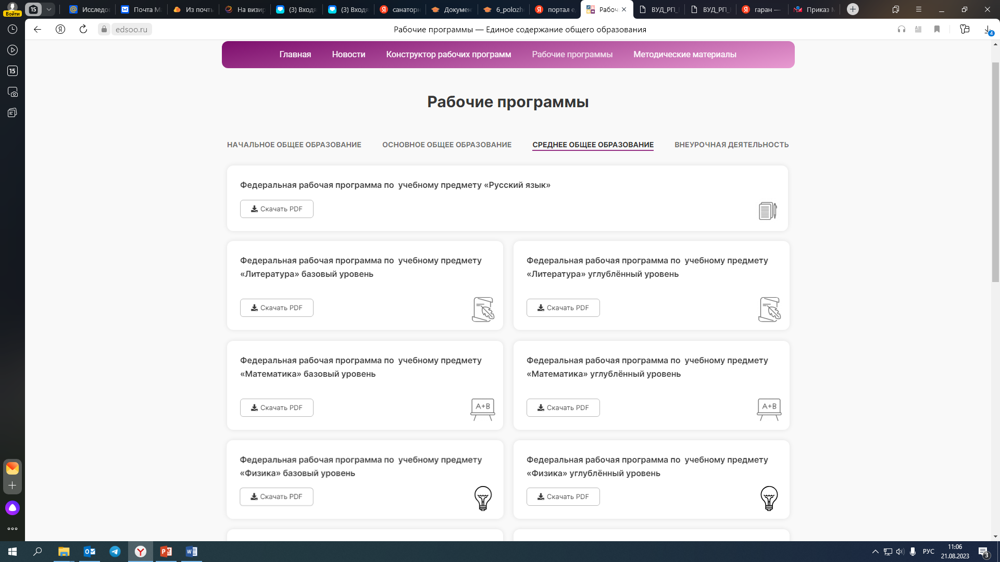 15
Исследо
Почта M
Из почты
На визир
(3) Входя
(3) Входя
санаторн
Докумен
6_polozh
портал е
Рабоч
ВУД_РП_
ВУД_РП_
гаран —
Приказ М
Войти
edsoo.ru
Рабочие программы — Единое содержание общего образования
4
15
Главная
Новости
Конструктор рабочих программ
Рабочие программы
Методические материалы
Рабочие программы
НАЧАЛЬНОЕ ОБЩЕЕ ОБРАЗОВАНИЕ
ОСНОВНОЕ ОБЩЕЕ ОБРАЗОВАНИЕ
СРЕДНЕЕ ОБЩЕЕ ОБРАЗОВАНИЕ
ВНЕУРОЧНАЯ ДЕЯТЕЛЬНОСТЬ
Федеральная рабочая программа по учебному предмету «Русский язык»
Скачать PDF
Федеральная рабочая программа по учебному предмету
«Литература» базовый уровень
Скачать PDF
Федеральная рабочая программа по учебному предмету
«Литература» углублённый уровень
Скачать PDF
Федеральная рабочая программа по учебному предмету
«Математика» базовый уровень
Скачать PDF
A+B
Федеральная рабочая программа по учебному предмету
«Математика» углублённый уровень
Скачать PDF
A+B
Федеральная рабочая программа по учебному предмету
«Физика» базовый уровень
Скачать PDF
Федеральная рабочая программа по учебному предмету
«Физика» углублённый уровень
Скачать PDF
РУС
11:06
21.08.2023
3